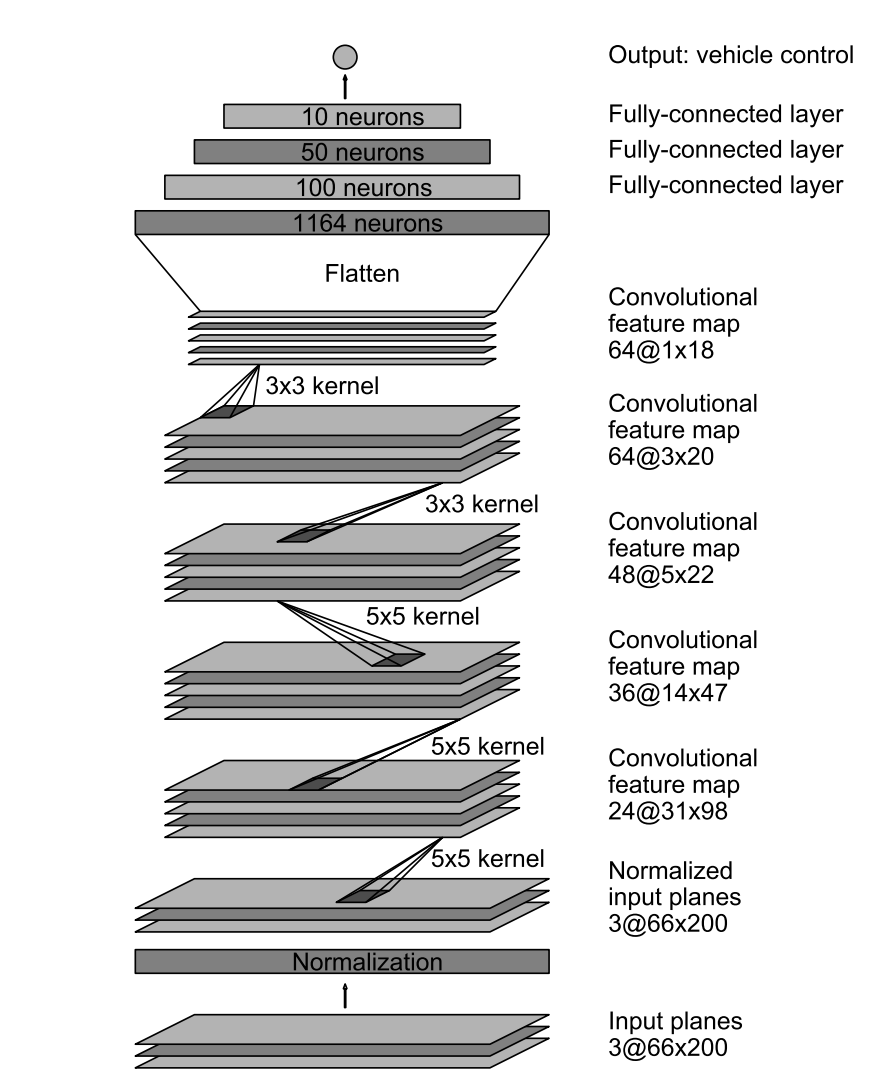 Output: vehicle control
10 neurons
Fully-connected layer
50 neurons
Fully-connected layer
100 neurons
Fully-connected layer
1164 neurons
Flatten
Convolutional
feature map
64@1x18
3x3 kernel
Convolutional
feature map
64@3x20
3x3 kernel
Convolutional
feature map
48@5x22
5x5 kernel
Convolutional
feature map
36@14x47
5x5 kernel
Convolutional
feature map
24@31x98
5x5 kernel
Normalized
input planes
3@66x200
Normalization
Input planes
3@66x200